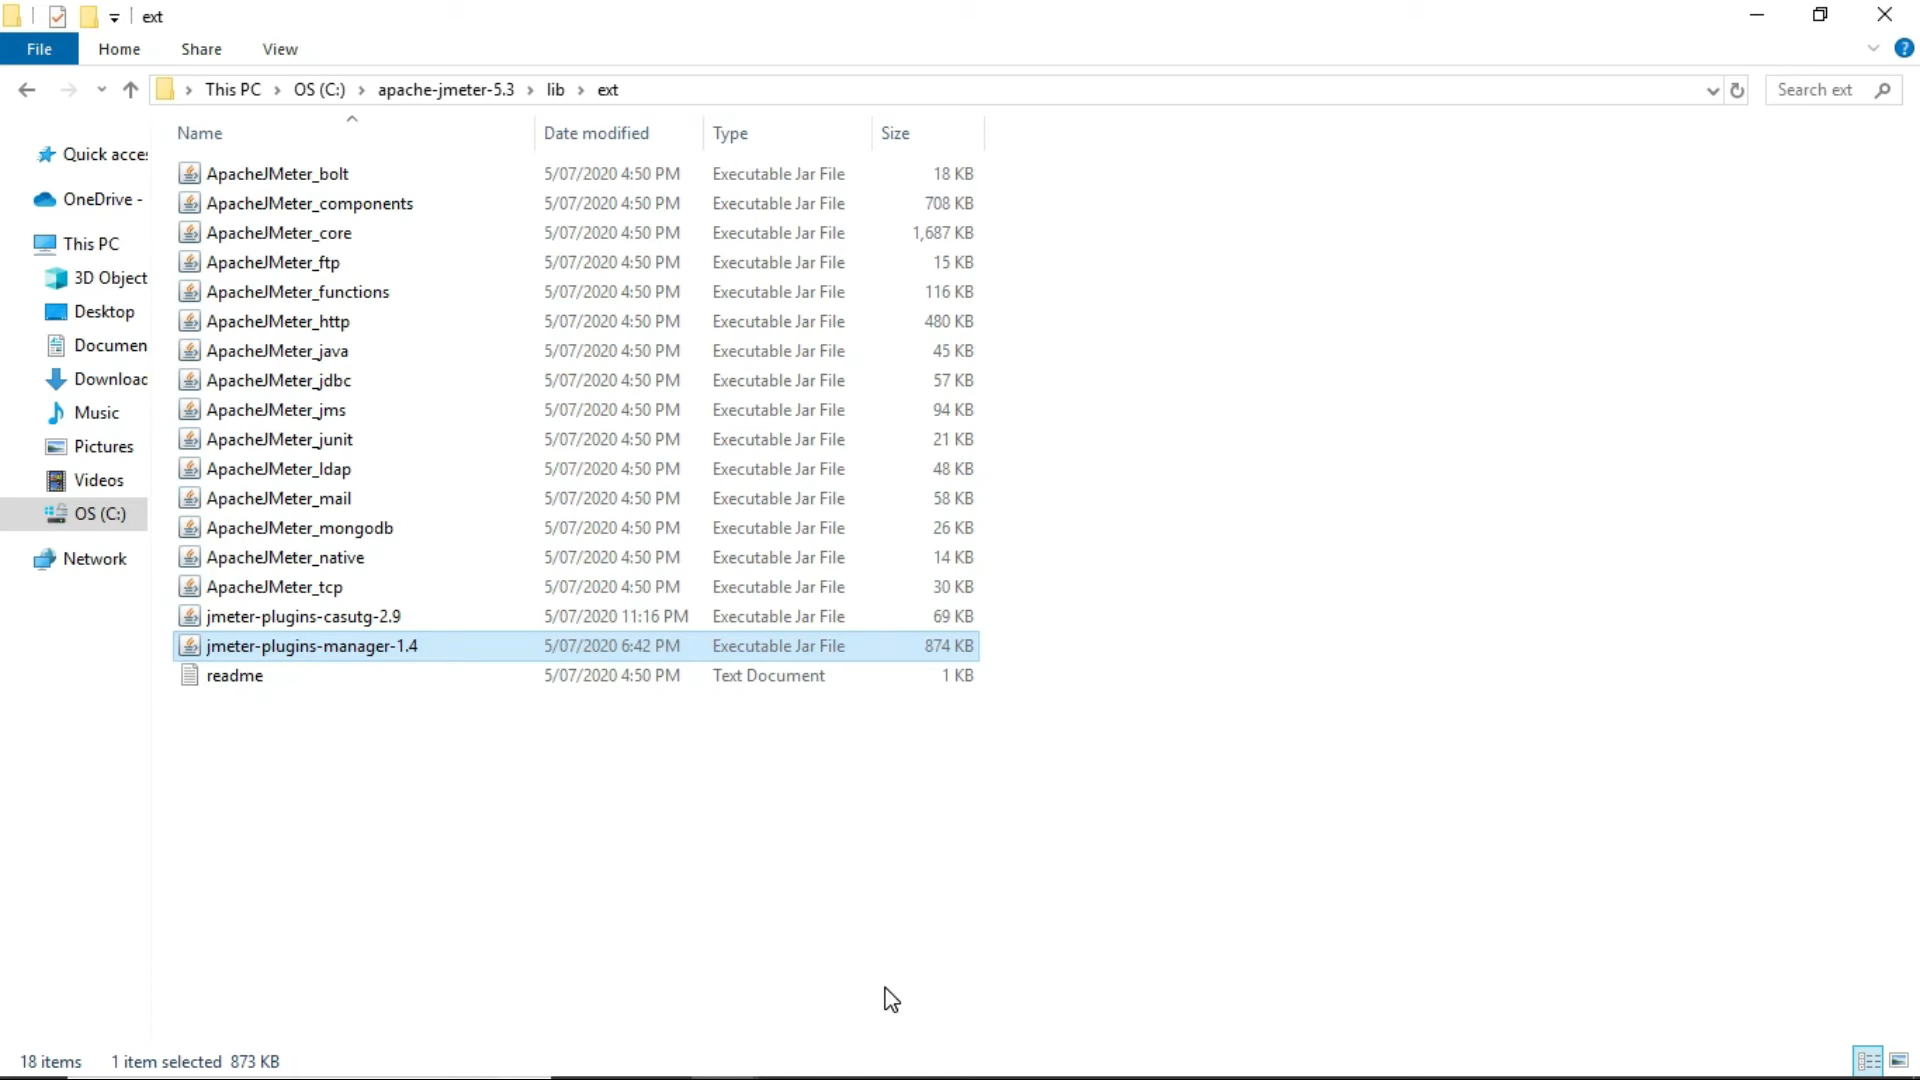 ext
File Home Share View
This PC OS (C:) apache-jmeter-5.3 lib ext Search ext
Name Date modified Type Size
Quick acces
OneDrive -
This PC
3D Object
Desktop
Documen
Download
Music
Pictures
Videos
OS (C:)
Network
ApacheJMeter_bolt 5/07/2020 4:50 PM Executable Jar File 18 KB
ApacheJMeter_components 5/07/2020 4:50 PM Executable Jar File 708 KB
ApacheJMeter_core 5/07/2020 4:50 PM Executable Jar File 1,687 KB
ApacheJMeter_ftp 5/07/2020 4:50 PM Executable Jar File 15 KB
ApacheJMeter_functions 5/07/2020 4:50 PM Executable Jar File 116 KB
ApacheJMeter_http 5/07/2020 4:50 PM Executable Jar File 480 KB
ApacheJMeter_java 5/07/2020 4:50 PM Executable Jar File 45 KB
ApacheJMeter_jdbc 5/07/2020 4:50 PM Executable Jar File 57 KB
ApacheJMeter_jms 5/07/2020 4:50 PM Executable Jar File 94 KB
ApacheJMeter_junit 5/07/2020 4:50 PM Executable Jar File 21 KB
ApacheJMeter_ldap 5/07/2020 4:50 PM Executable Jar File 48 KB
ApacheJMeter_mail 5/07/2020 4:50 PM Executable Jar File 58 KB
ApacheJMeter_mongodb 5/07/2020 4:50 PM Executable Jar File 26 KB
ApacheJMeter_native 5/07/2020 4:50 PM Executable Jar File 14 KB
ApacheJMeter_tcp 5/07/2020 4:50 PM Executable Jar File 30 KB
jmeter-plugins-casutg-2.9 5/07/2020 11:16 PM Executable Jar File 69 KB
jmeter-plugins-manager-1.4 5/07/2020 6:42 PM Executable Jar File 874 KB
readme 5/07/2020 4:50 PM Text Document 1 KB
18 items 1 item selected 873 KB